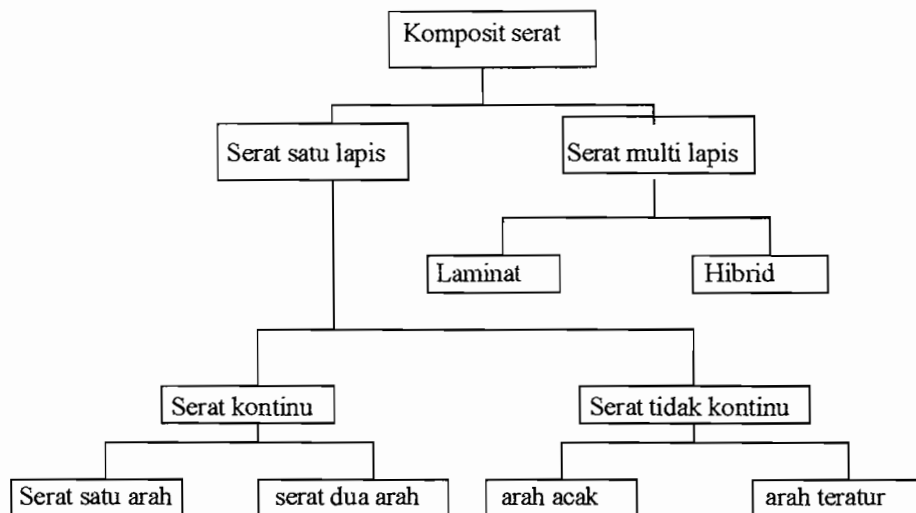 Komposit serat
Serat satu lapis
Serat multi lapis
Laminat
Hibrid
Serat kontinu
Serat tidak kontinu
Serat satu arah
serat dua arah
arah acak
arah teratur